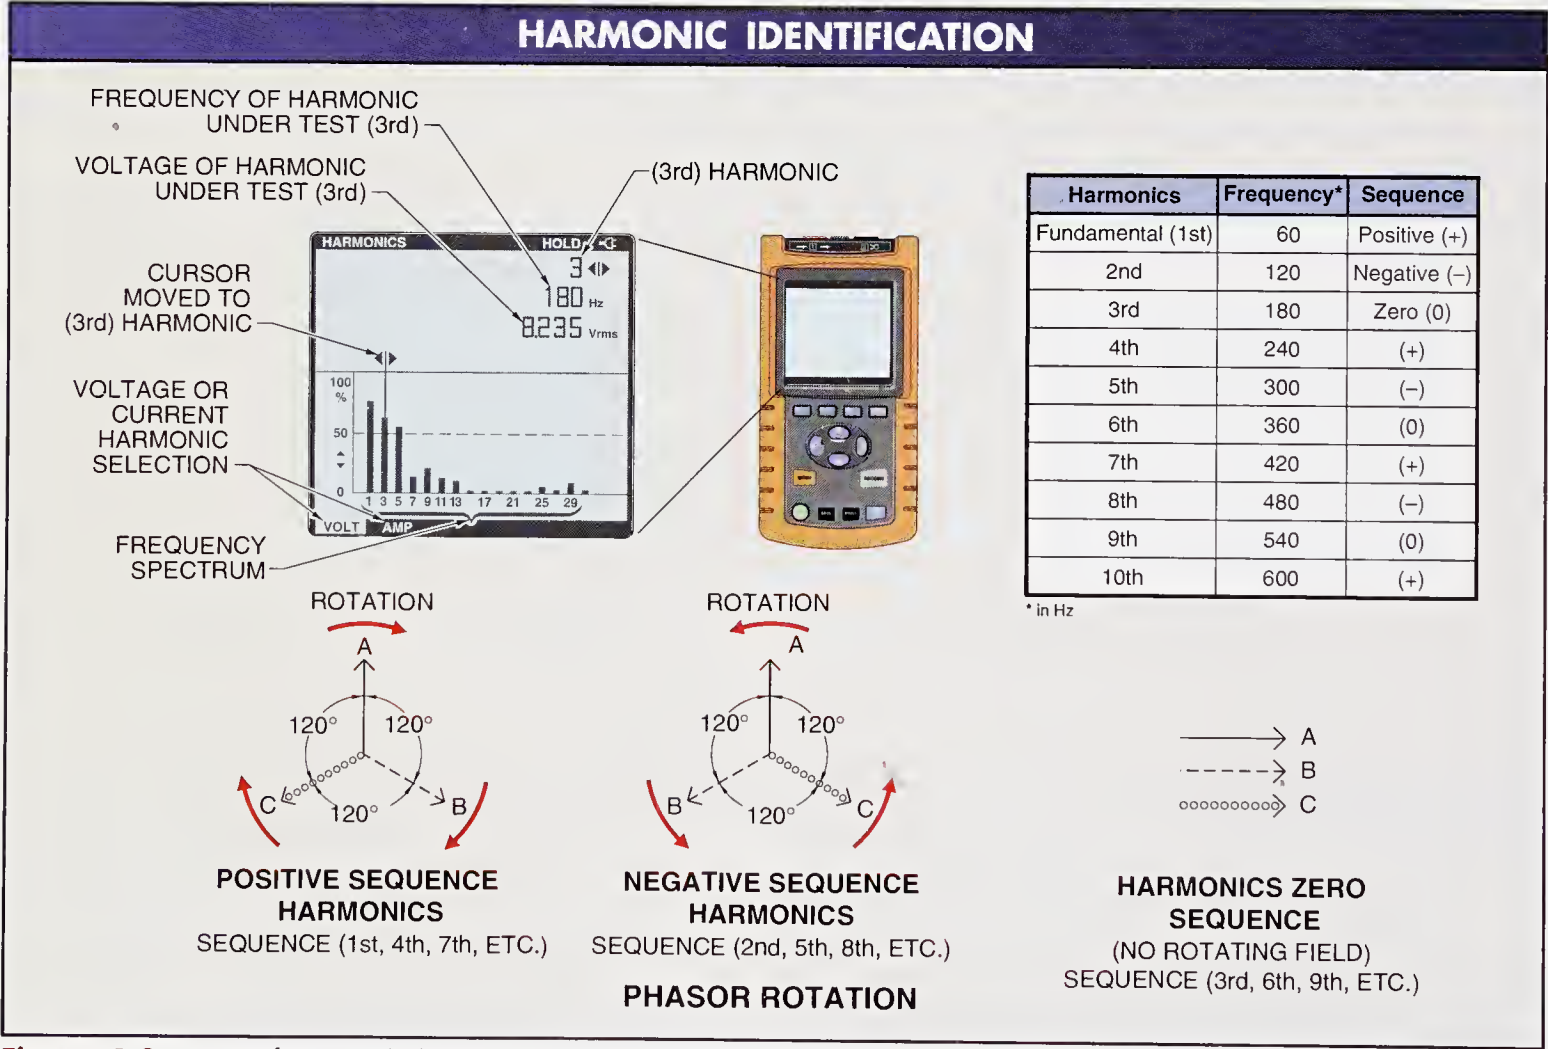 HARMONIC IDENTIFICATION
FREQUENCY OF HARMONIC
UNDER TEST (3rd)
VOLTAGE OF HARMONIC
UNDER TEST (3rd)
(3rd) HARMONIC
CURSOR
MOVED TO
(3rd) HARMONIC
VOLTAGE OR
CURRENT
HARMONIC
SELECTION
FREQUENCY
SPECTRUM
HARMONICS HOLD
3
180 Hz
8.235 Vrms
100
%
50
0
1 3 5 7 9 11 13 17 21 25 29
VOLT AMP
Harmonics Frequency* Sequence
Fundamental (1st) 60 Positive (+)
2nd 120 Negative (–)
3rd 180 Zero (0)
4th 240 (+)
5th 300 (–)
6th 360 (0)
7th 420 (+)
8th 480 (–)
9th 540 (0)
10th 600 (+)
* in Hz
ROTATION
A
120° 120°
C 120° B
POSITIVE SEQUENCE
HARMONICS
SEQUENCE (1st, 4th, 7th, ETC.)
ROTATION
A
120° 120°
B 120° C
NEGATIVE SEQUENCE
HARMONICS
SEQUENCE (2nd, 5th, 8th, ETC.)
A
B
C
HARMONICS ZERO
SEQUENCE
(NO ROTATING FIELD)
SEQUENCE (3rd, 6th, 9th, ETC.)
PHASOR ROTATION